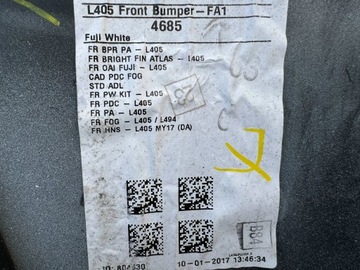 L405 Front Bumper-FA1
4685
Fuji White
FR BPR PA - L405
FR BRIGHT FIN ATLAS - L405
FR OAI FUJI - L405
CAD PDC FOG
STD ADL
FR PW KIT - L405
FR PDC - L405
FR PA - L405
FR FOG - L405 / L494
FR HNS - L405 MY17 (DA)
B84
10-01-2017 13:46:34